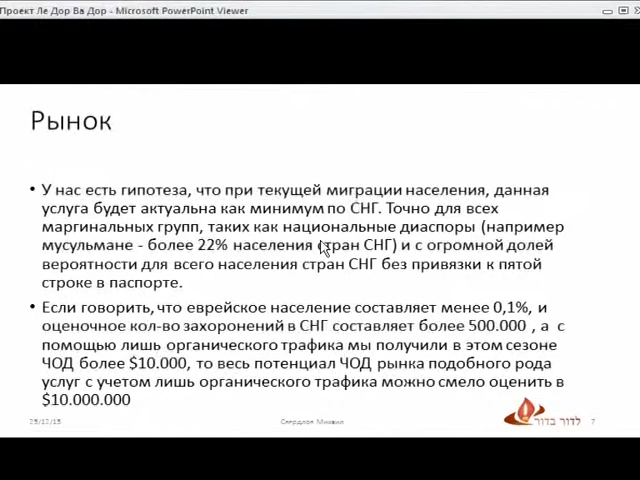 Проект Ле Дор Ва Дор - Microsoft PowerPoint Viewer
Рынок
• У нас есть гипотеза, что при текущей миграции населения, данная
услуга будет актуальна как минимум по СНГ. Точно для всех
маргинальных групп, таких как национальные диаспоры (например
мусульмане - более 22% населения стран СНГ) и с огромной долей
вероятности для всего населения стран СНГ без привязки к пятой
строке в паспорте.
• Если говорить, что еврейское население составляет менее 0,1%, и
оценочное кол-во захоронений в СНГ составляет более 500.000 , а с
помощью лишь органического трафика мы получили в этом сезоне
ЧОД более $10.000, то весь потенциал ЧОД рынка подобного рода
услуг с учетом лишь органического трафика можно смело оценить в
$10.000.000
Свердлов Михаил
לדור בדור
7